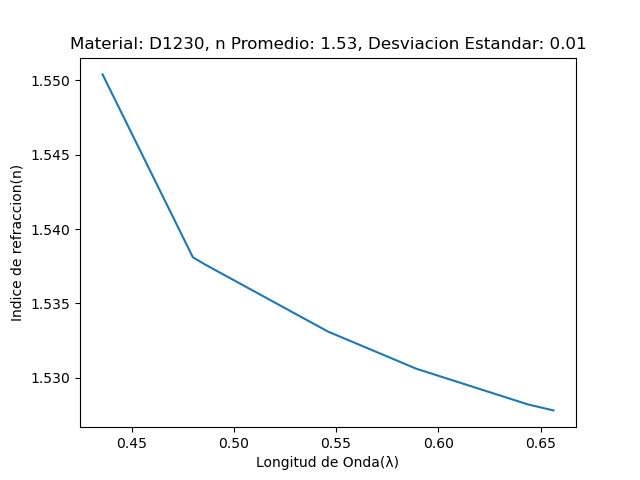 Material: D1230, n Promedio: 1.53, Desviacion Estandar: 0.01
1.550
1.545
1.540
1.535
1.530
Indice de refraccion(n)
0.45 0.50 0.55 0.60 0.65
Longitud de Onda(λ)